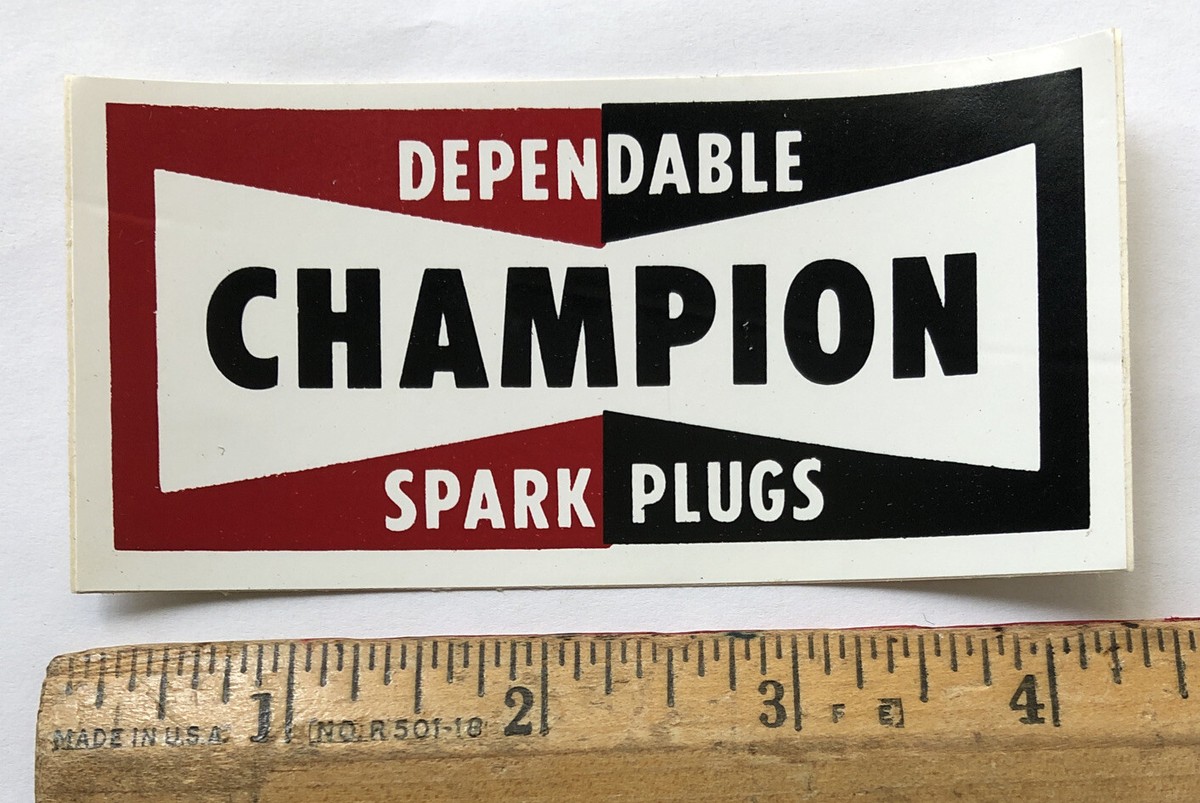 DEPENDABLE
CHAMPION
SPARK PLUGS
1 2 3 4
MADE IN U.S.A. NO. R501-18 F E